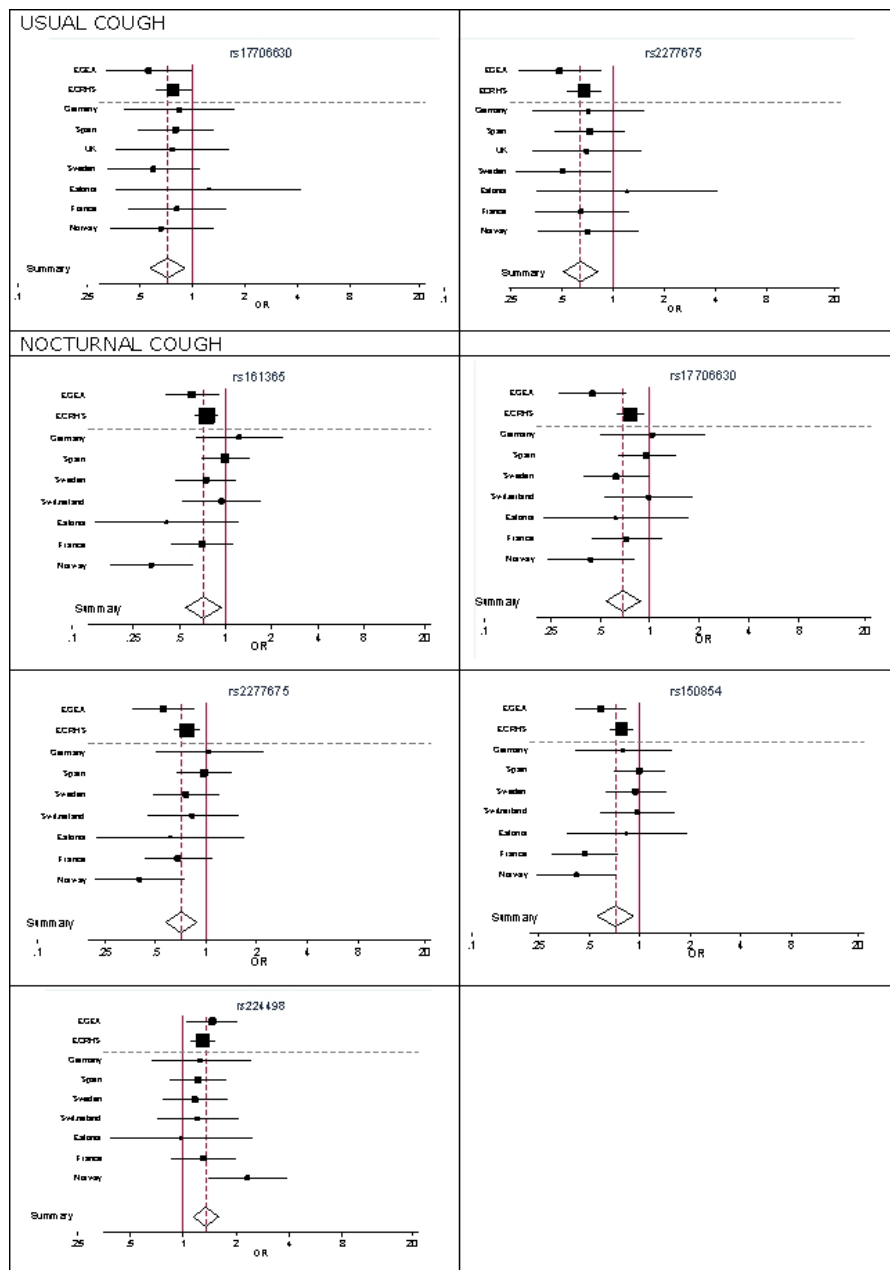 USUAL COUGH
rs17706630
EGEA
ECRHS
Germany
Spain
UK
Sweden
Estonia
France
Norway
Summary
.1 .25 .5 1 2 4 8 20
OR
rs2277675
EGEA
ECRHS
Germany
Spain
UK
Sweden
Estonia
France
Norway
Summary
.1 .25 .5 1 2 4 8 20
OR
NOCTURNAL COUGH
rs161365
EGEA
ECRHS
Germany
Spain
Sweden
Switzerland
Estonia
France
Norway
Summary
.1 .25 .5 1 2 4 8 20
OR
rs17706630
EGEA
ECRHS
Germany
Spain
Sweden
Switzerland
Estonia
France
Norway
Summary
.1 .25 .5 1 2 4 8 20
OR
rs2277675
EGEA
ECRHS
Germany
Spain
Sweden
Switzerland
Estonia
France
Norway
Summary
.1 .25 .5 1 2 4 8 20
OR
rs150854
EGEA
ECRHS
Germany
Spain
Sweden
Switzerland
Estonia
France
Norway
Summary
.1 .25 .5 1 2 4 8 20
OR
rs224498
EGEA
ECRHS
Germany
Spain
Sweden
Switzerland
Estonia
France
Norway
Summary
.25 .5 1 2 4 8 20
OR